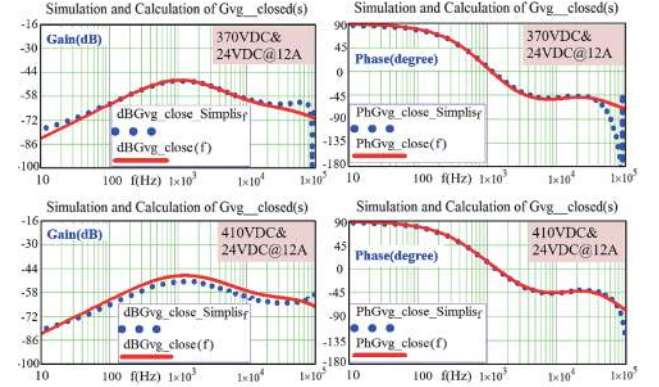 Simulation and Calculation of Gvg__closed(s)
-16
-30
-44
-58
-72
-86
-100
Gain(dB)
370VDC&
24VDC@12A
dBGvg_close_Simplisf
dBGvg_close(f)
10
100
f(Hz)
1×10³
1×10⁴
1×10⁵
Simulation and Calculation of Gvg__closed(s)
90
45
0
-45
-90
-135
-180
Phase(degree)
370VDC&
24VDC@12A
PhGvg_close_Simplisf
PhGvg_close(f)
10
100
f(Hz)
1×10³
1×10⁴
1×10⁵
Simulation and Calculation of Gvg__closed(s)
-16
-30
-44
-58
-72
-86
-100
Gain(dB)
410VDC&
24VDC@12A
dBGvg_close_Simplisf
dBGvg_close(f)
10
100
f(Hz)
1×10³
1×10⁴
1×10⁵
Simulation and Calculation of Gvg__closed(s)
90
45
0
-45
-90
-135
-180
Phase(degree)
410VDC&
24VDC@12A
PhGvg_close_Simplisf
PhGvg_close(f)
10
100
f(Hz)
1×10³
1×10⁴
1×10⁵